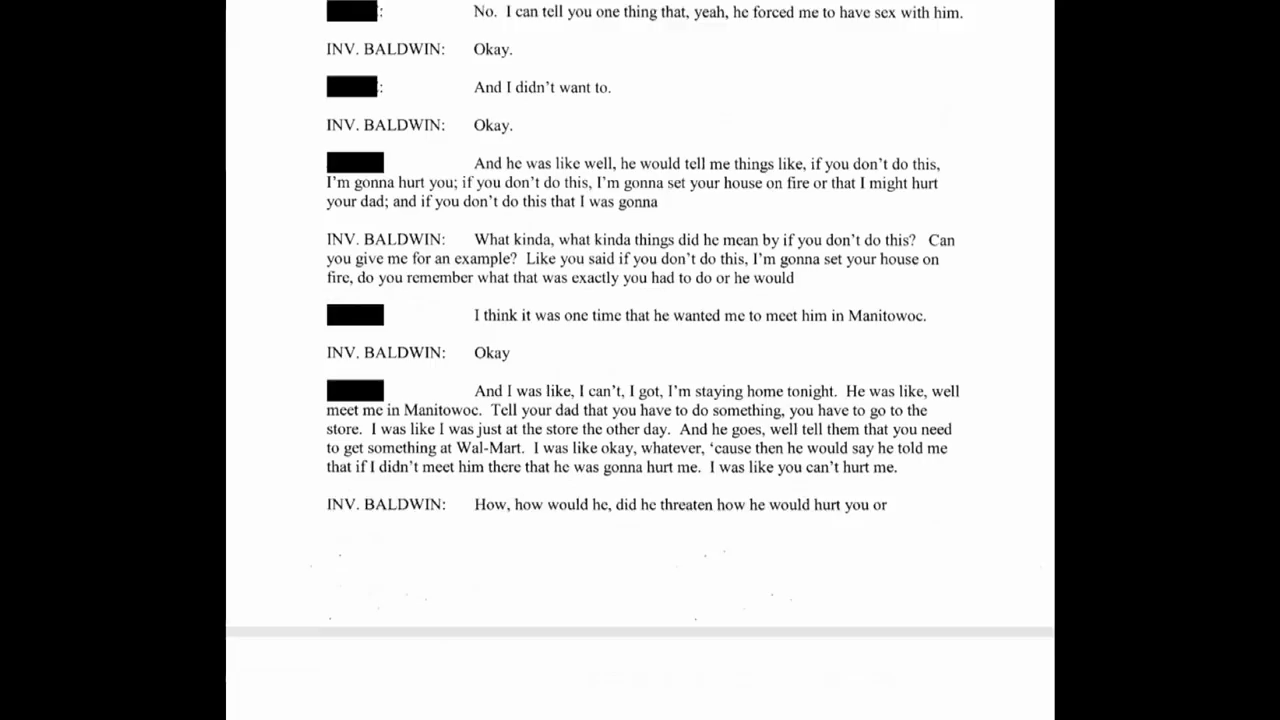 : No. I can tell you one thing that, yeah, he forced me to have sex with him.
INV. BALDWIN: Okay.
: And I didn't want to.
INV. BALDWIN: Okay.
And he was like well, he would tell me things like, if you don't do this,
I'm gonna hurt you; if you don't do this, I'm gonna set your house on fire or that I might hurt
your dad; and if you don't do this that I was gonna
INV. BALDWIN: What kinda, what kinda things did he mean by if you don't do this? Can
you give me for an example? Like you said if you don't do this, I'm gonna set your house on
fire, do you remember what that was exactly you had to do or he would
I think it was one time that he wanted me to meet him in Manitowoc.
INV. BALDWIN: Okay
And I was like, I can't, I got, I'm staying home tonight. He was like, well
meet me in Manitowoc. Tell your dad that you have to do something, you have to go to the
store. I was like I was just at the store the other day. And he goes, well tell them that you need
to get something at Wal-Mart. I was like okay, whatever, 'cause then he would say he told me
that if I didn't meet him there that he was gonna hurt me. I was like you can't hurt me.
INV. BALDWIN: How, how would he, did he threaten how he would hurt you or